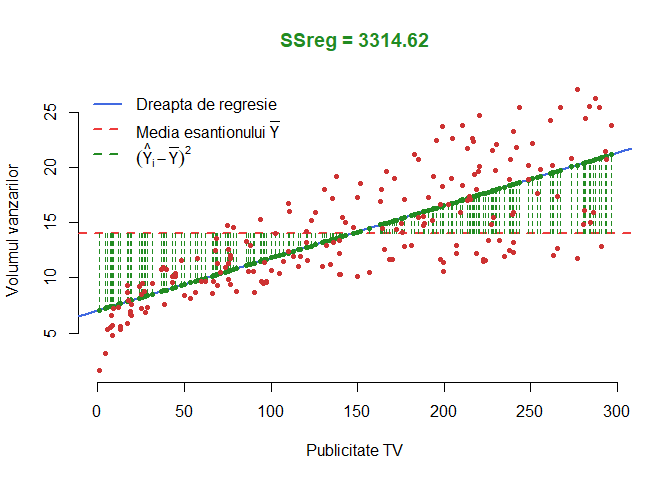 SSreg = 3314.62
Dreapta de regresie
Media esantionului Y̅
(Ŷᵢ − Y̅)²
Volumul vanzarilor
25
20
15
10
5
0 50 100 150 200 250 300
Publicitate TV